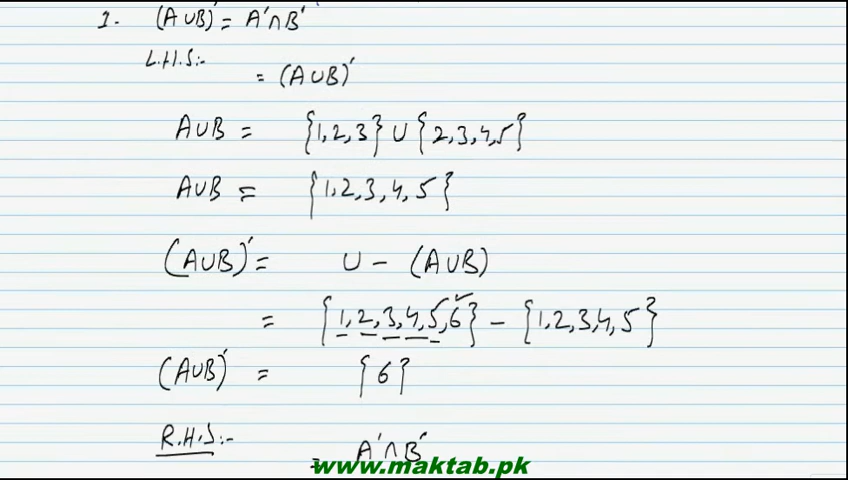 1. (A∪B)' = A'∩B'
L.H.S:-
= (A∪B)'
A∪B = {1,2,3} ∪ {2,3,4,5}
A∪B = {1,2,3,4,5}
(A∪B)' = U - (A∪B)
= {1,2,3,4,5,6} - {1,2,3,4,5}
(A∪B)' = {6}
R.H.S:-
= A'∩B'
www.maktab.pk